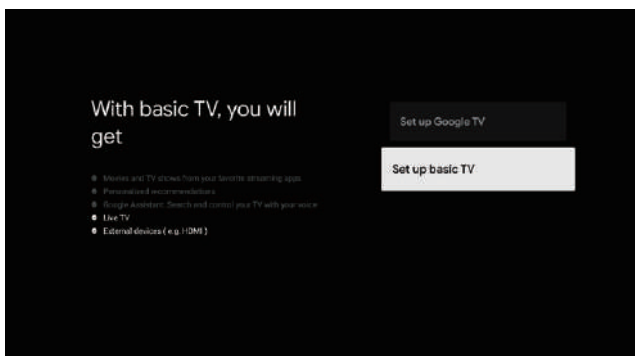 With basic TV, you will
get
Movies and TV shows from your favorite streaming apps
Personalized recommendations
Google Assistant: Search and control your TV with your voice
Live TV
External devices ( e.g. HDMI )
Set up Google TV
Set up basic TV